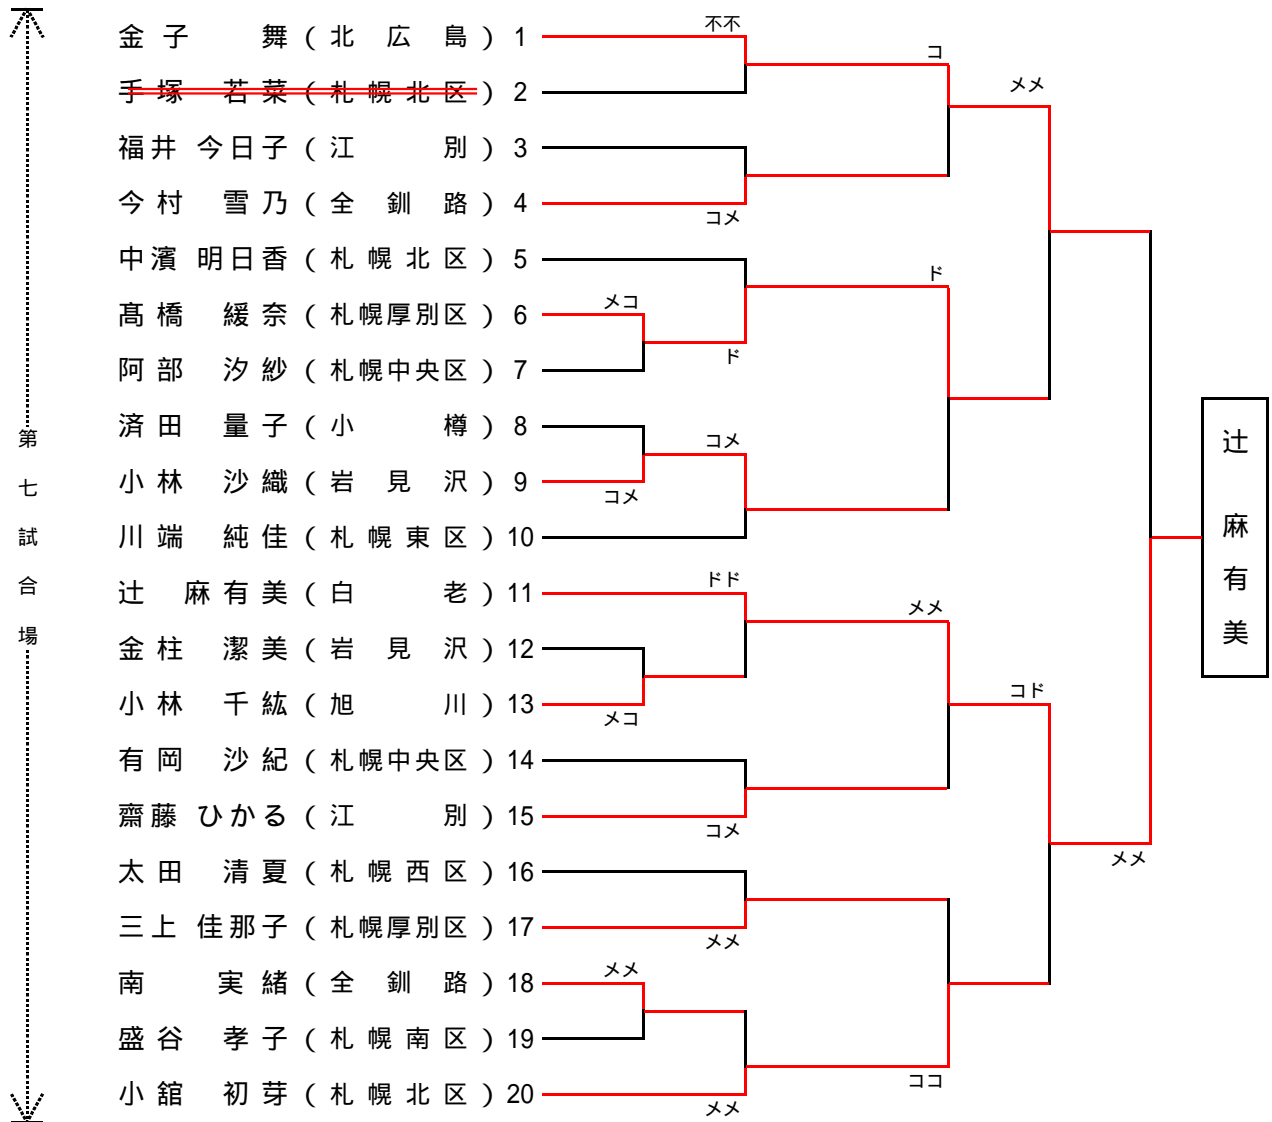 第七試合場
金子 舞 (北広島) 1
手塚 若菜 (札幌北区) 2
福井 今日子 (江別) 3
今村 雪乃 (全釧路) 4
中濱 明日香 (札幌北区) 5
髙橋 緩奈 (札幌厚別区) 6
阿部 汐紗 (札幌中央区) 7
済田 量子 (小樽) 8
小林 沙織 (岩見沢) 9
川端 純佳 (札幌東区) 10
辻 麻有美 (白老) 11
金柱 潔美 (岩見沢) 12
小林 千紘 (旭川) 13
有岡 沙紀 (札幌中央区) 14
齋藤 ひかる (江別) 15
太田 清夏 (札幌西区) 16
三上 佳那子 (札幌厚別区) 17
南 実緒 (全釧路) 18
盛谷 孝子 (札幌南区) 19
小舘 初芽 (札幌北区) 20
メコ
コメ
メコ
メメ
不不
コメ
ド
コメ
ドド
コメ
メメ
メメ
コ
ド
メメ
ココ
メメ
コド
メメ
辻 麻有美